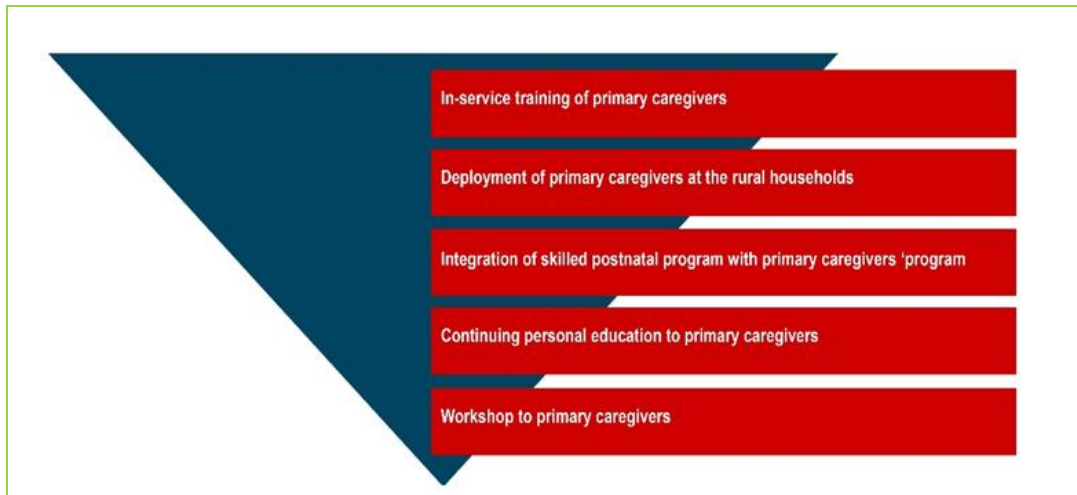 In-service training of primary caregivers
Deployment of primary caregivers at the rural households
Integration of skilled postnatal program with primary caregivers ‘program
Continuing personal education to primary caregivers
Workshop to primary caregivers